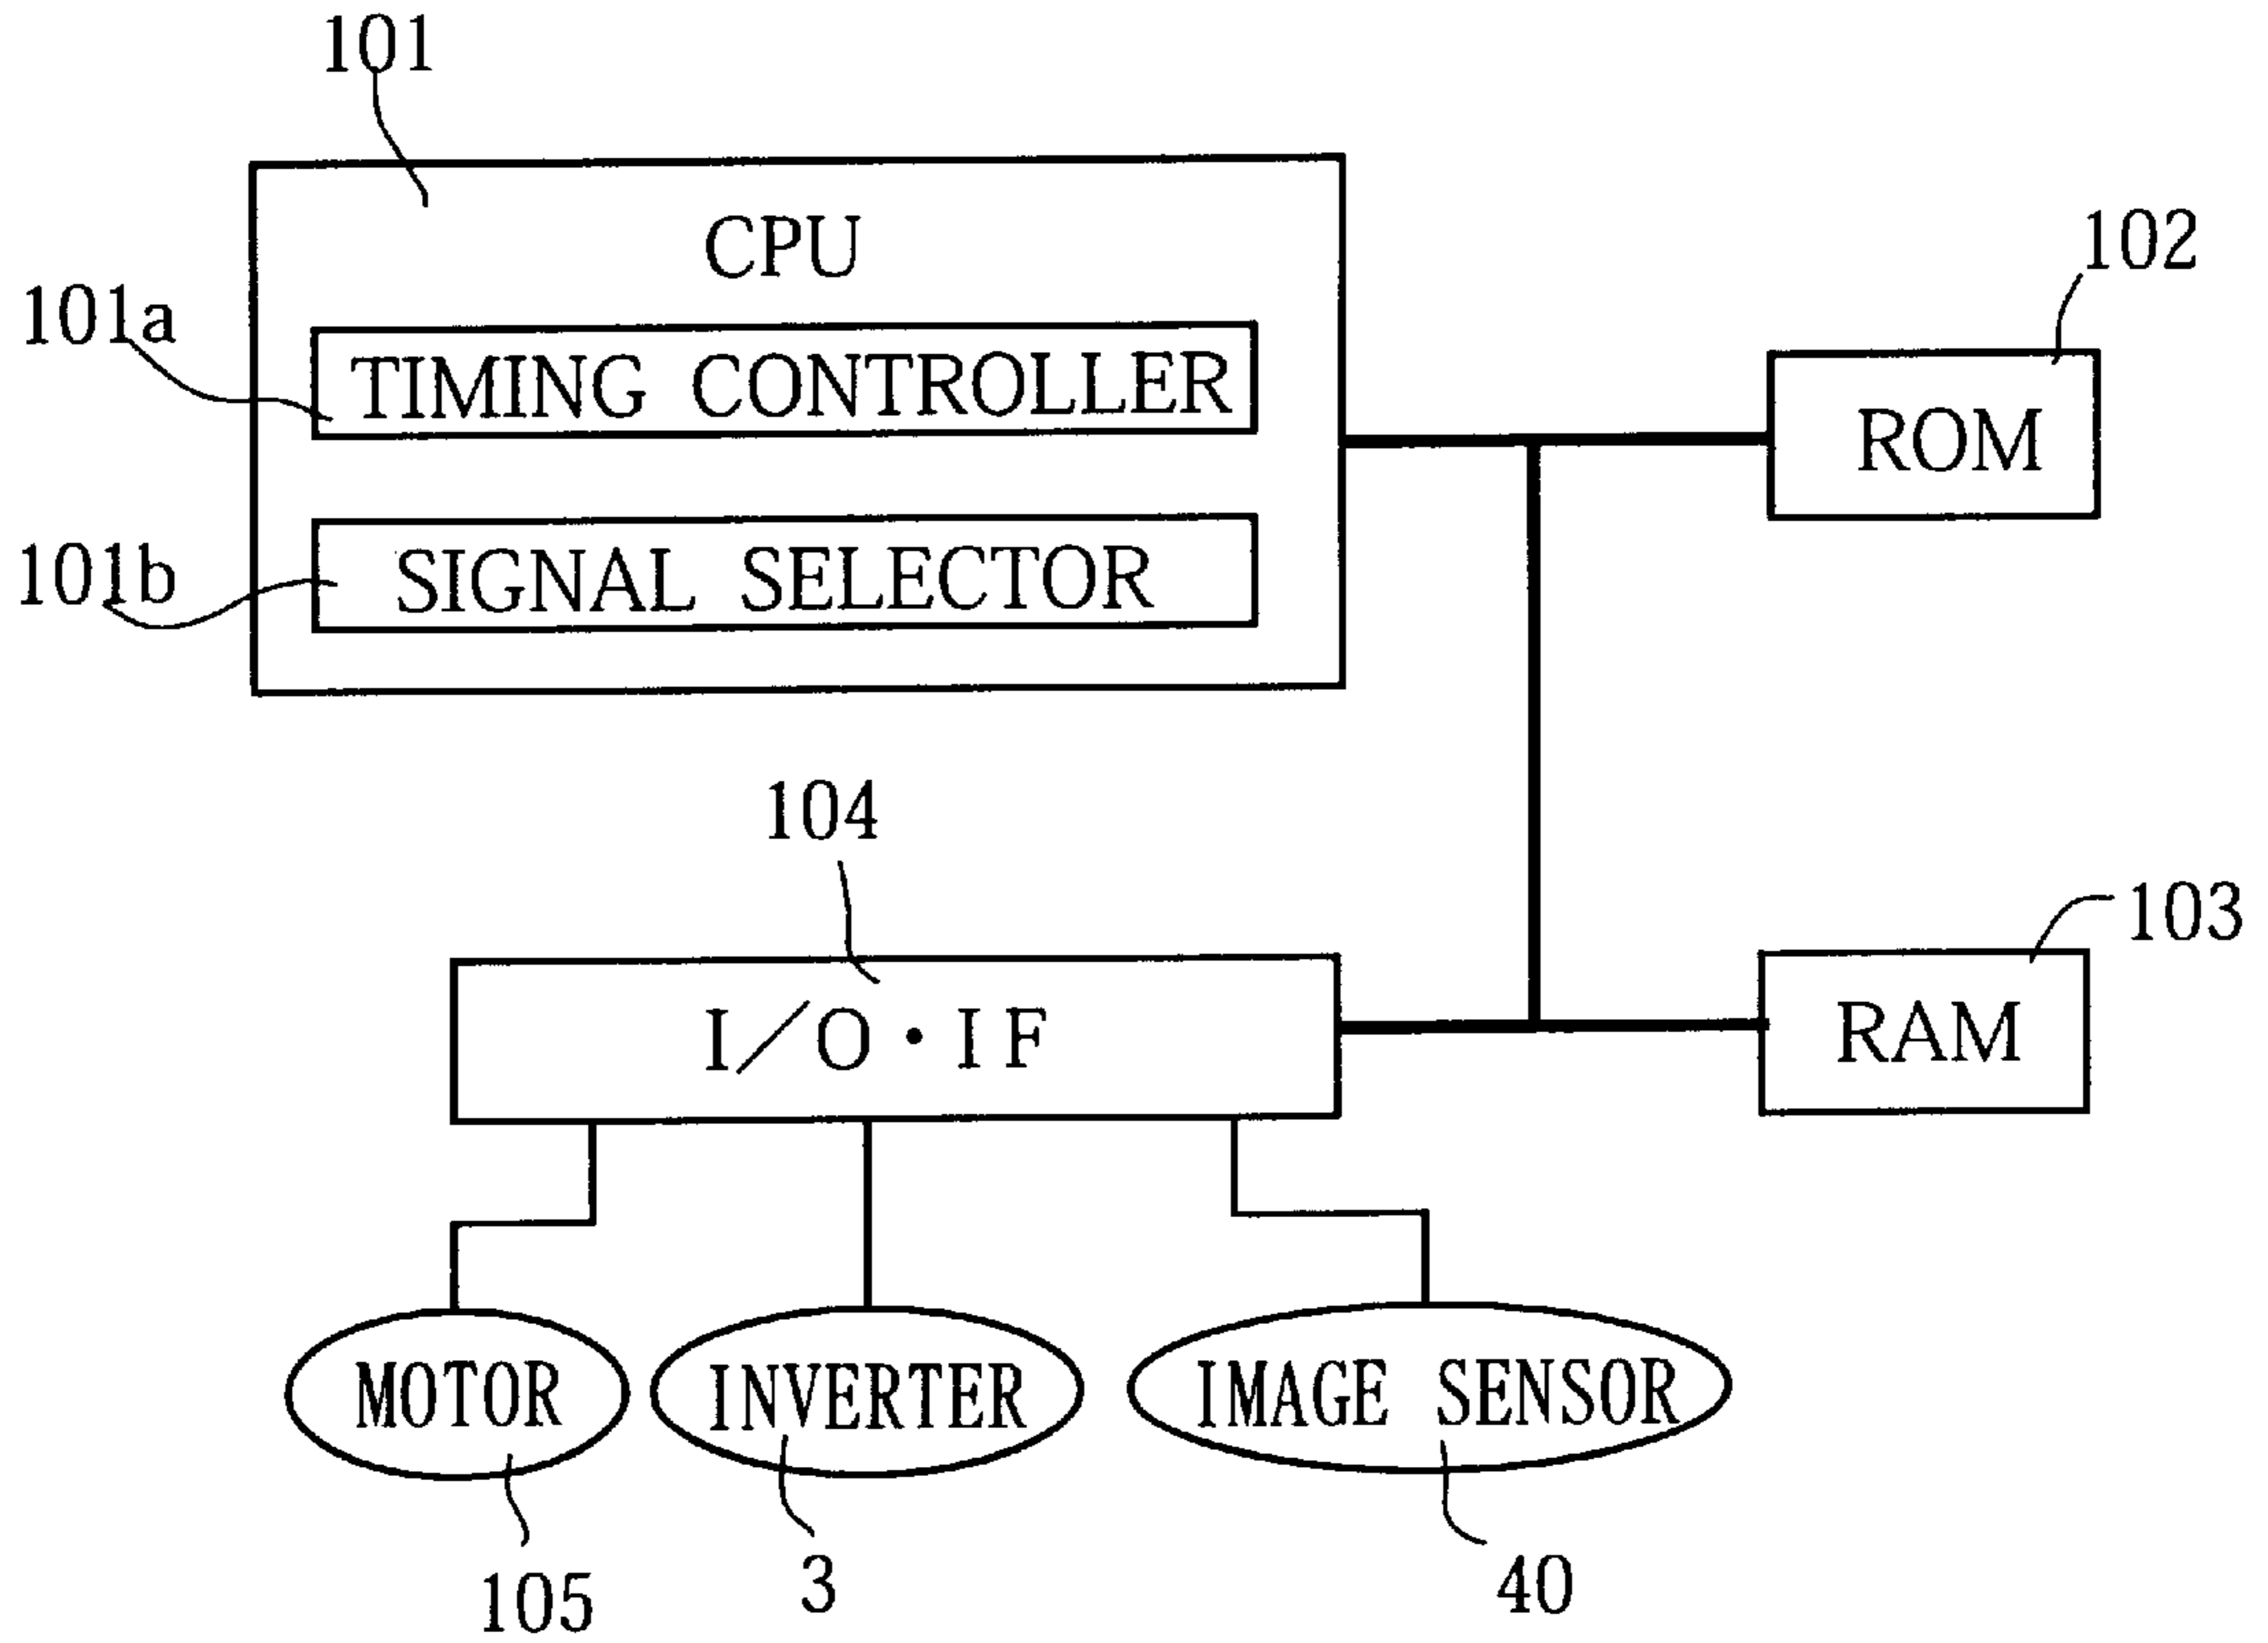 101
CPU
102
101a
TIMING CONTROLLER
ROM
101b
SIGNAL SELECTOR
104
103
I/O・IF
RAM
MOTOR
INVERTER
IMAGE SENSOR
105
3
40